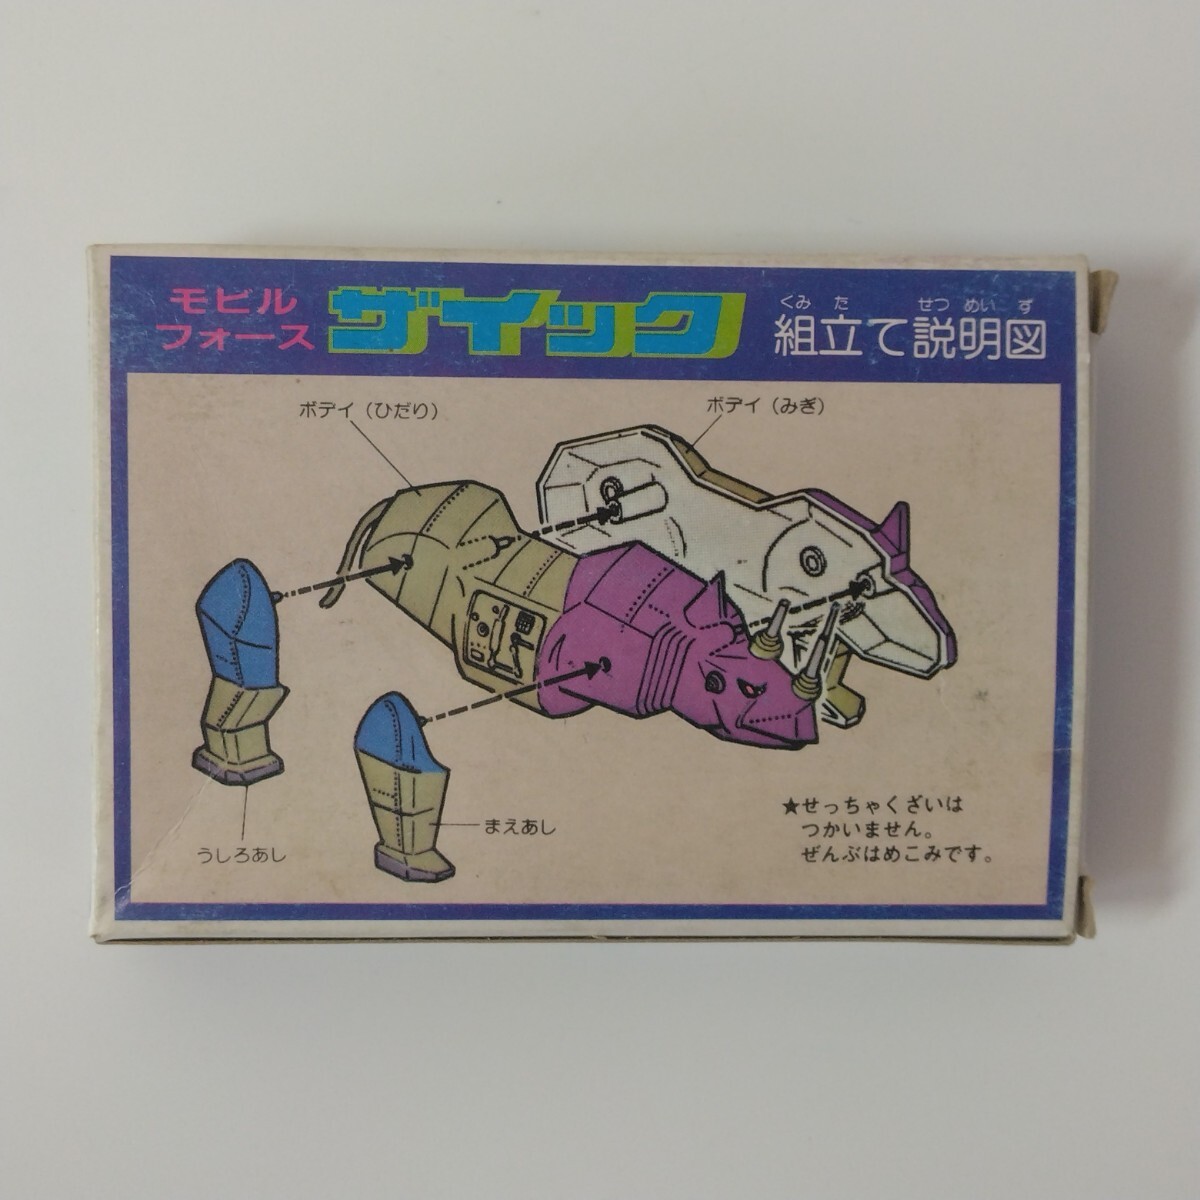 モビル
フォース
ザイック
くみ た せつ めい ず
組立て説明図
ボデイ（ひだり）
ボデイ（みぎ）
うしろあし
まえあし
★せっちゃくざいは
つかいません。
ぜんぶはめこみです。